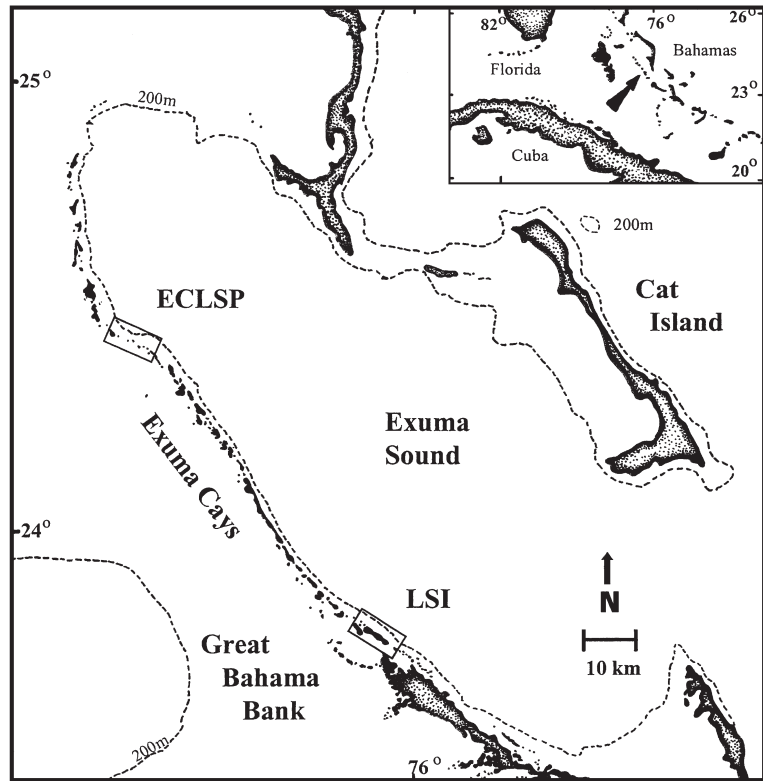 82°
76°
26°
Bahamas
Florida
23°
Cuba
20°
25°
200m
200m
ECLSP
Cat
Island
Exuma
Sound
Exuma Cays
24°
LSI
N
Great
Bahama
Bank
10 km
200m
76°